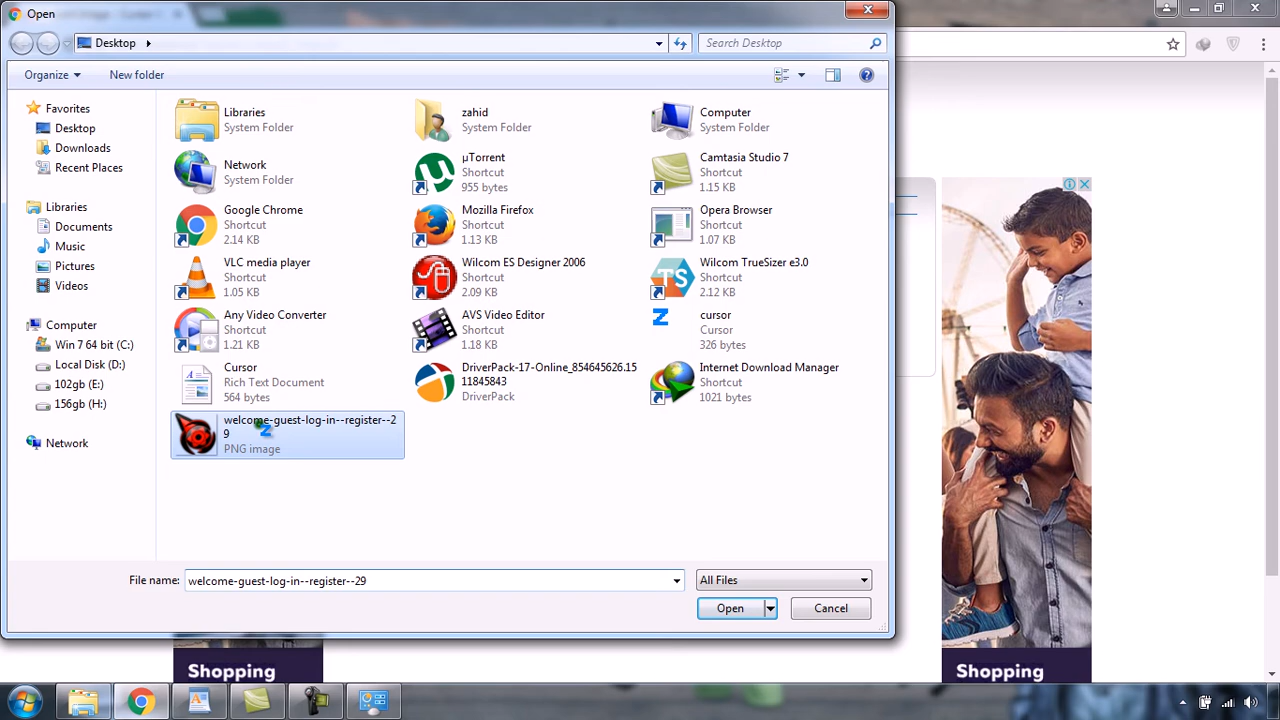 Open
Desktop
Search Desktop
Organize
New folder
Favorites
Desktop
Downloads
Recent Places
Libraries
Documents
Music
Pictures
Videos
Computer
Win 7 64 bit (C:)
Local Disk (D:)
102gb (E:)
156gb (H:)
Network
Libraries
System Folder
zahid
System Folder
Computer
System Folder
Network
System Folder
µTorrent
Shortcut
955 bytes
Camtasia Studio 7
Shortcut
1.15 KB
Google Chrome
Shortcut
2.14 KB
Mozilla Firefox
Shortcut
1.13 KB
Opera Browser
Shortcut
1.07 KB
VLC media player
Shortcut
1.05 KB
Wilcom ES Designer 2006
Shortcut
2.09 KB
TS
Wilcom TrueSizer e3.0
Shortcut
2.12 KB
Any Video Converter
Shortcut
1.21 KB
AVS Video Editor
Shortcut
1.18 KB
Z
cursor
Cursor
326 bytes
Cursor
Rich Text Document
564 bytes
DriverPack-17-Online_854645626.15
11845843
DriverPack
Internet Download Manager
Shortcut
1021 bytes
welcome-guest-log-in--register--2
9
PNG image
File name:
welcome-guest-log-in--register--29
All Files
Open
Cancel
Shopping
Shopping